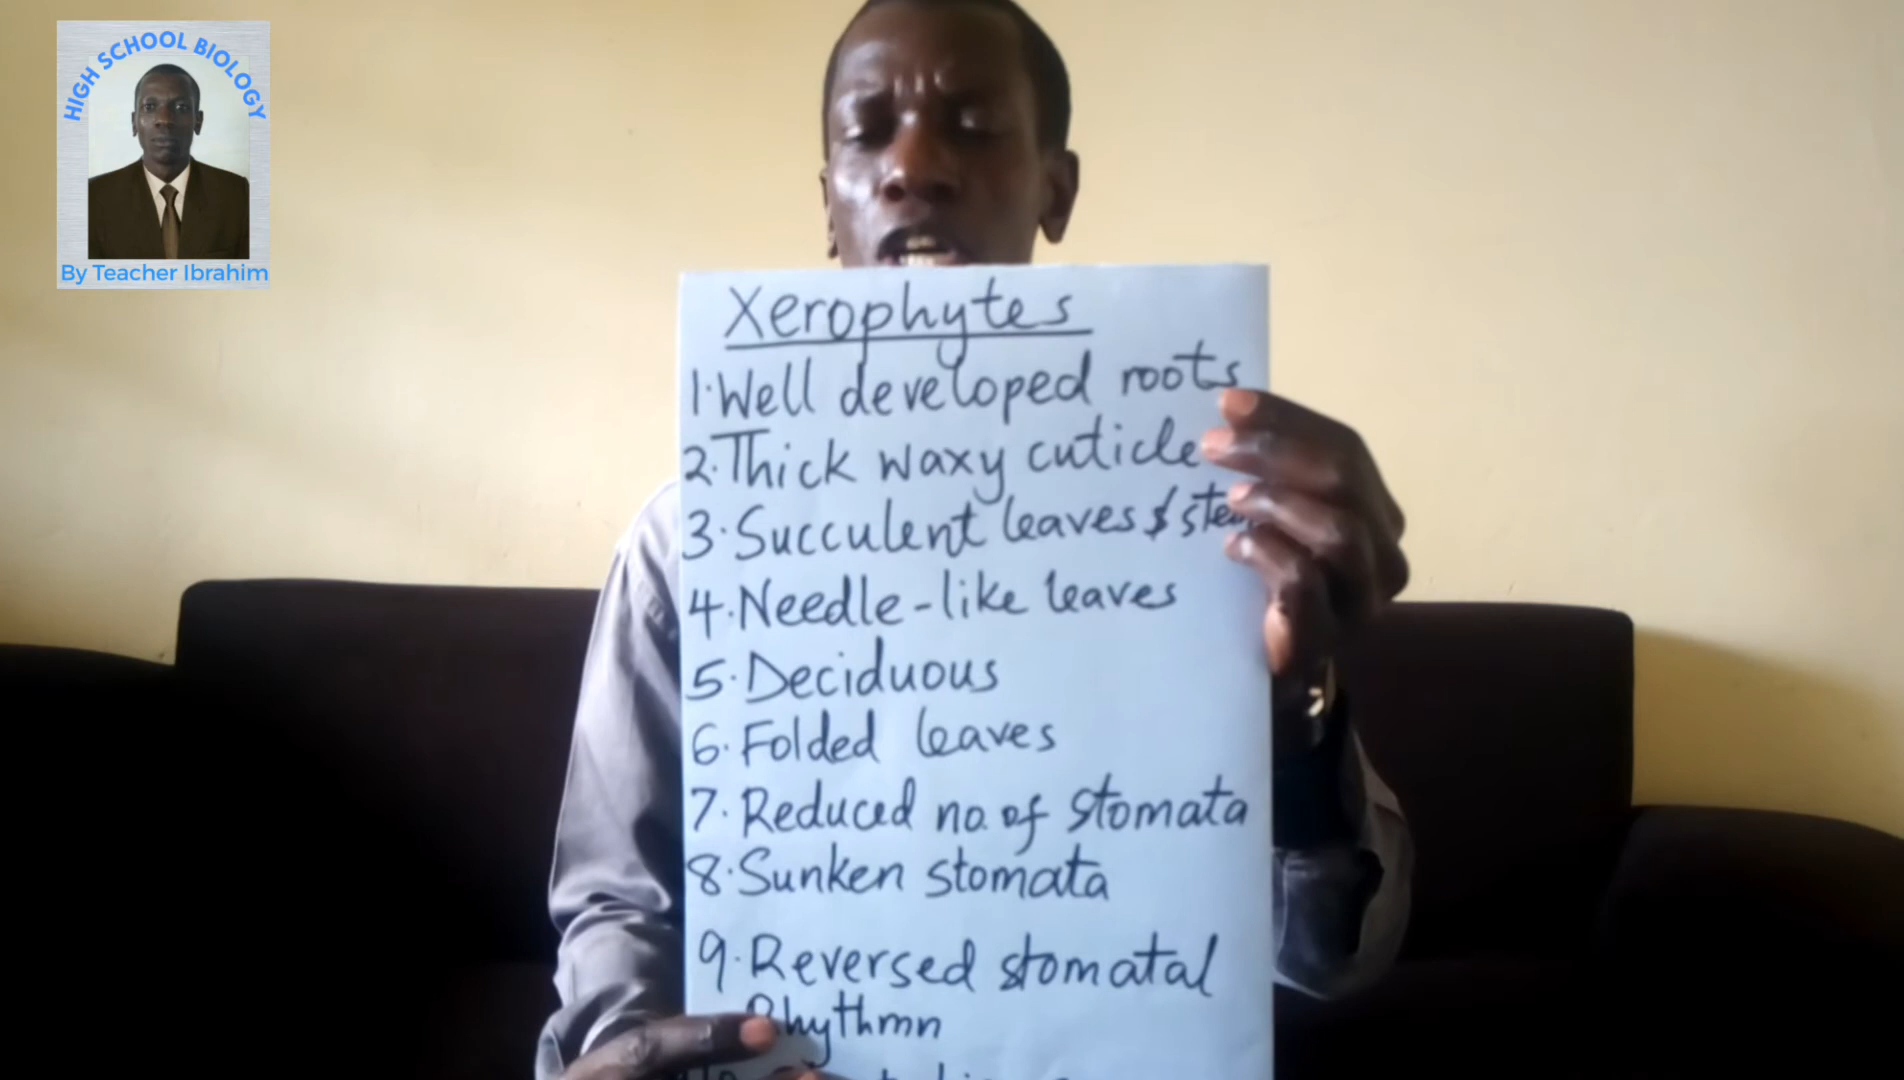 HIGH SCHOOL BIOLOGY
By Teacher Ibrahim
Xerophytes
1. Well developed roots
2. Thick waxy cuticle
3. Succulent leaves &
4. Needle-like leaves
5. Deciduous
6. Folded leaves
7. Reduced no. of stomata
8. Sunken stomata
9. Reversed stomatal
Rhythmn